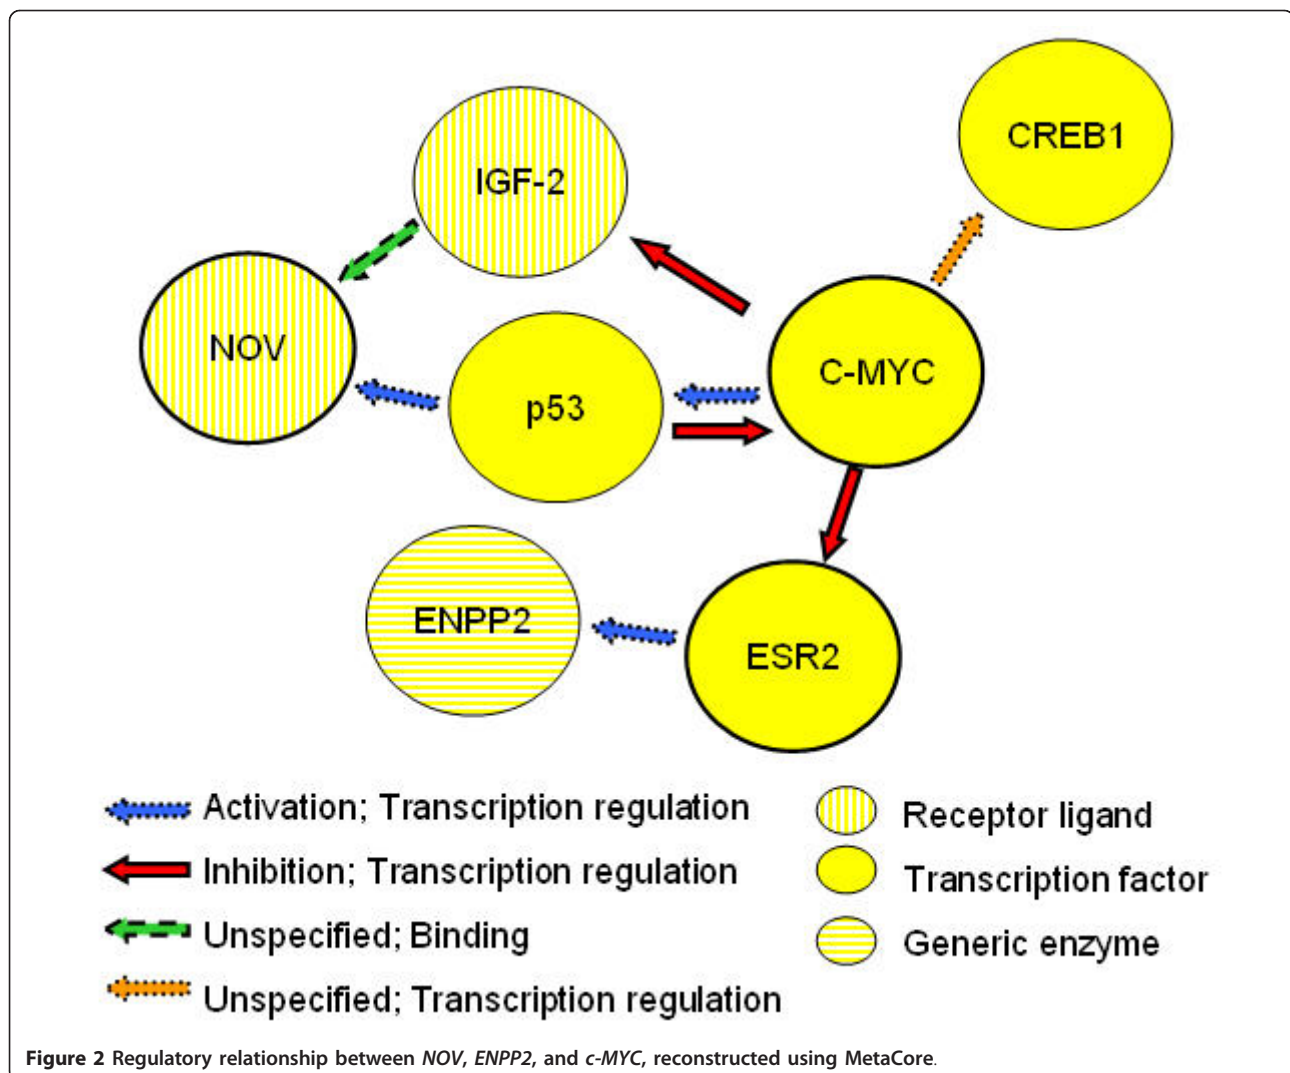 CREB1
IGF-2
NOV
C-MYC
p53
ENPP2
ESR2
Activation; Transcription regulation
Inhibition; Transcription regulation
Unspecified; Binding
Unspecified; Transcription regulation
Receptor ligand
Transcription factor
Generic enzyme
Figure 2 Regulatory relationship between NOV, ENPP2, and c-MYC, reconstructed using MetaCore.